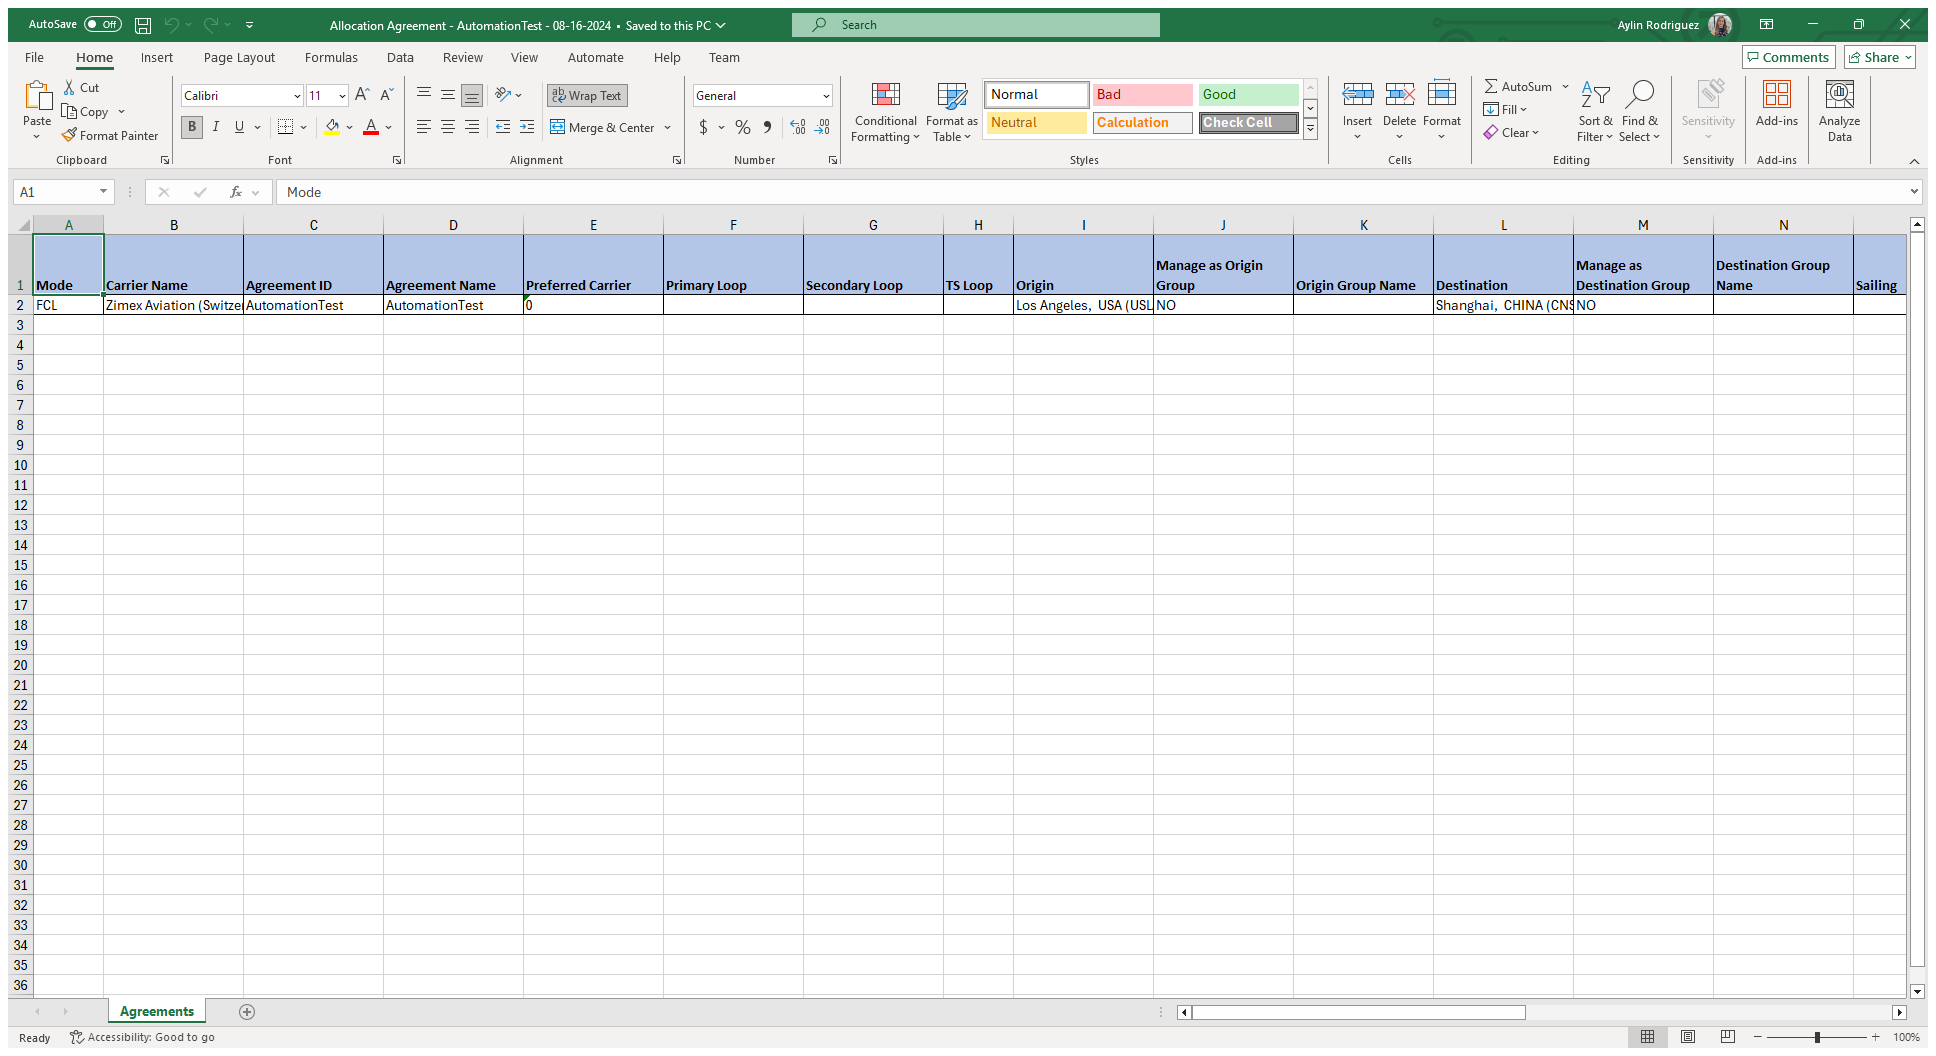 AutoSave Off Allocation Agreement - AutomationTest - 08-16-2024 • Saved to this PC Search Aylin Rodriguez
File Home Insert Page Layout Formulas Data Review View Automate Help Team Comments Share
Paste Cut Copy Format Painter
Clipboard
Calibri 11
B I U A
Font
Wrap Text
Merge & Center
Alignment
General
$ %
Number
Conditional Formatting
Format as Table
Normal Bad Good
Neutral Calculation Check Cell
Styles
Insert Delete Format
Cells
AutoSum
Fill
Clear
Sort & Filter
Find & Select
Editing
Sensitivity
Sensitivity
Add-ins
Add-ins
Analyze Data
A1 fx Mode
A B C D E F G H I J K L M N
1 Mode Carrier Name Agreement ID Agreement Name Preferred Carrier Primary Loop Secondary Loop TS Loop Origin Manage as Origin Group Origin Group Name Destination Manage as Destination Group Destination Group Name Sailing
2 FCL Zimex Aviation (Switzer AutomationTest AutomationTest 0 Los Angeles, USA (USL NO Shanghai, CHINA (CNS NO
3
4
5
6
7
8
9
10
11
12
13
14
15
16
17
18
19
20
21
22
23
24
25
26
27
28
29
30
31
32
33
34
35
36
Agreements
Ready Accessibility: Good to go 100%